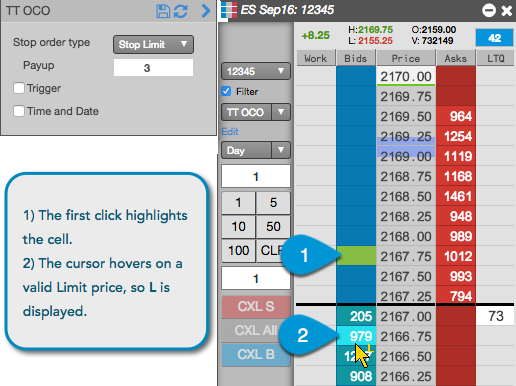 TT OCO
Stop order type Stop Limit
Payup 3
Trigger
Time and Date
1) The first click highlights
the cell.
2) The cursor hovers on a
valid Limit price, so L is
displayed.
ES Sep16: 12345
+8.25 H:2169.75 O:2159.00 42
L: 2155.25 V:732149
Work Bids Price Asks LTQ
12345
Filter
TT OCO
Edit
Day
1
1 5
10 50
100 CLR
1
CXL S
CXL All
CXL B
2170.00
2169.75
2169.50 964
2169.25 1254
2169.00 1119
2168.75 1168
2168.50 1461
2168.25 948
2168.00 989
1 2167.75 1012
2167.50 993
2167.25 794
205 2167.00 73
2 979 2166.75
2166.50
908 2166.25